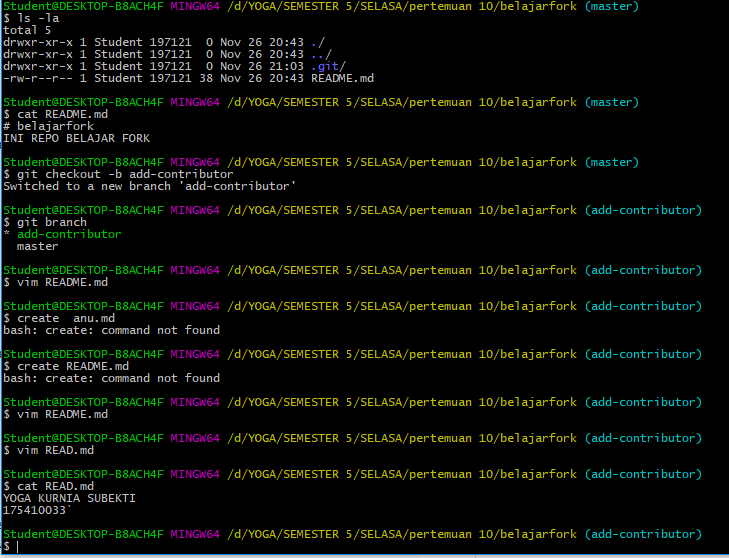 Student@DESKTOP-B8ACH4F MINGW64 /d/YOGA/SEMESTER 5/SELASA/pertemuan 10/belajarfork (master)
$ ls -la
total 5
drwxr-xr-x 1 Student 197121  0 Nov 26 20:43 ./
drwxr-xr-x 1 Student 197121  0 Nov 26 20:43 ../
drwxr-xr-x 1 Student 197121  0 Nov 26 21:03 .git/
-rw-r--r-- 1 Student 197121 38 Nov 26 20:43 README.md
Student@DESKTOP-B8ACH4F MINGW64 /d/YOGA/SEMESTER 5/SELASA/pertemuan 10/belajarfork (master)
$ cat README.md
# belajarfork
INI REPO BELAJAR FORK
Student@DESKTOP-B8ACH4F MINGW64 /d/YOGA/SEMESTER 5/SELASA/pertemuan 10/belajarfork (master)
$ git checkout -b add-contributor
Switched to a new branch 'add-contributor'
Student@DESKTOP-B8ACH4F MINGW64 /d/YOGA/SEMESTER 5/SELASA/pertemuan 10/belajarfork (add-contributor)
$ git branch
* add-contributor
  master
Student@DESKTOP-B8ACH4F MINGW64 /d/YOGA/SEMESTER 5/SELASA/pertemuan 10/belajarfork (add-contributor)
$ vim README.md
Student@DESKTOP-B8ACH4F MINGW64 /d/YOGA/SEMESTER 5/SELASA/pertemuan 10/belajarfork (add-contributor)
$ create  anu.md
bash: create: command not found
Student@DESKTOP-B8ACH4F MINGW64 /d/YOGA/SEMESTER 5/SELASA/pertemuan 10/belajarfork (add-contributor)
$ create README.md
bash: create: command not found
Student@DESKTOP-B8ACH4F MINGW64 /d/YOGA/SEMESTER 5/SELASA/pertemuan 10/belajarfork (add-contributor)
$ vim README.md
Student@DESKTOP-B8ACH4F MINGW64 /d/YOGA/SEMESTER 5/SELASA/pertemuan 10/belajarfork (add-contributor)
$ vim READ.md
Student@DESKTOP-B8ACH4F MINGW64 /d/YOGA/SEMESTER 5/SELASA/pertemuan 10/belajarfork (add-contributor)
$ cat READ.md
YOGA KURNIA SUBEKTI
175410033`
Student@DESKTOP-B8ACH4F MINGW64 /d/YOGA/SEMESTER 5/SELASA/pertemuan 10/belajarfork (add-contributor)
$